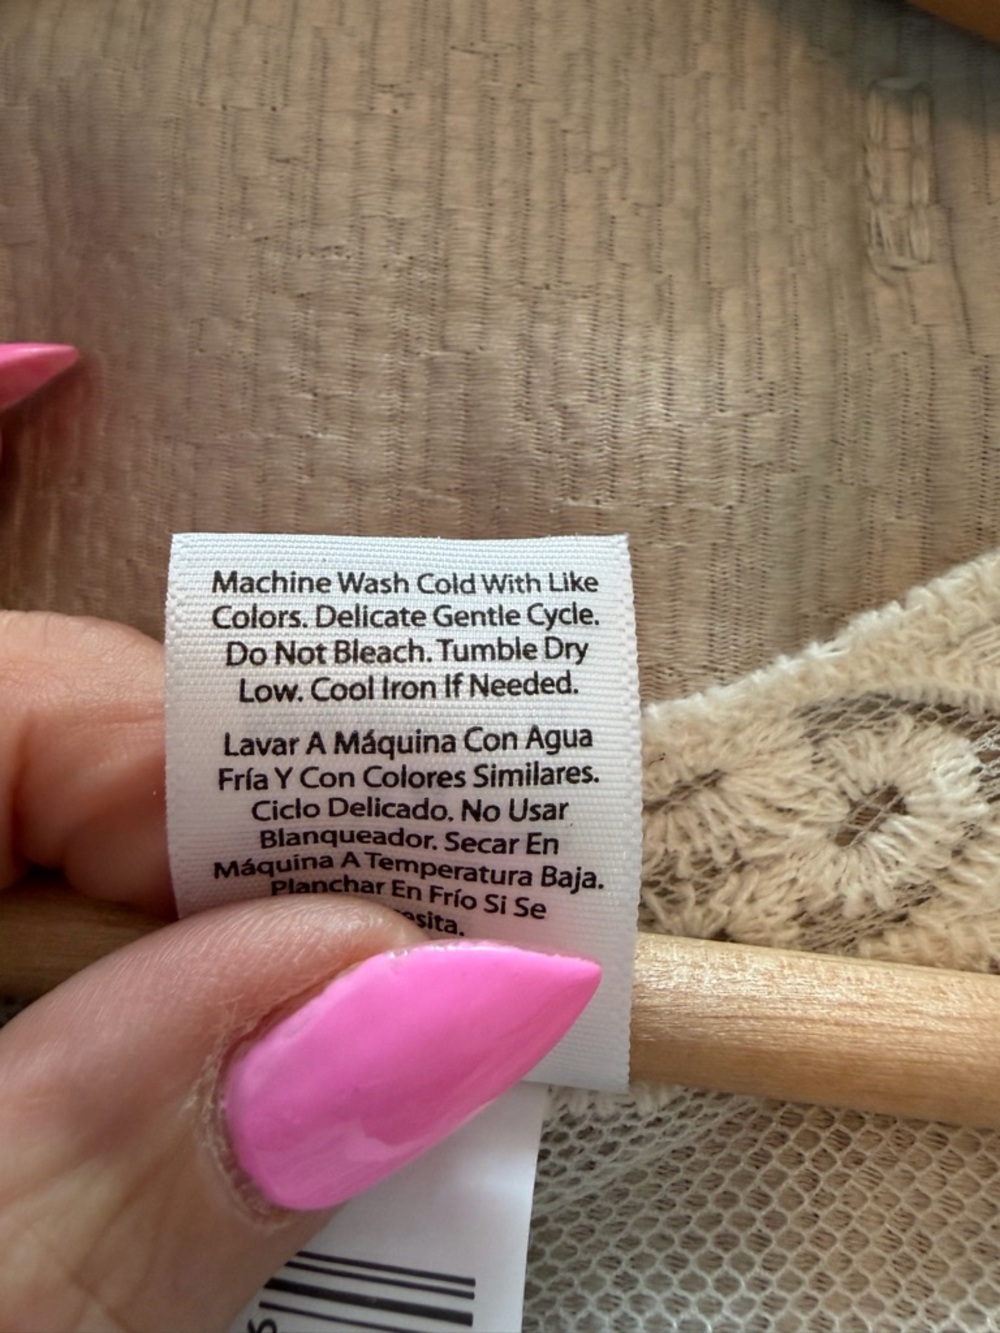 Machine Wash Cold With Like
Colors. Delicate Gentle Cycle.
Do Not Bleach. Tumble Dry
Low. Cool Iron If Needed.
Lavar A Máquina Con Agua
Fría Y Con Colores Similares.
Ciclo Delicado. No Usar
Blanqueador. Secar En
Máquina A Temperatura Baja.
Planchar En Frío Si Se